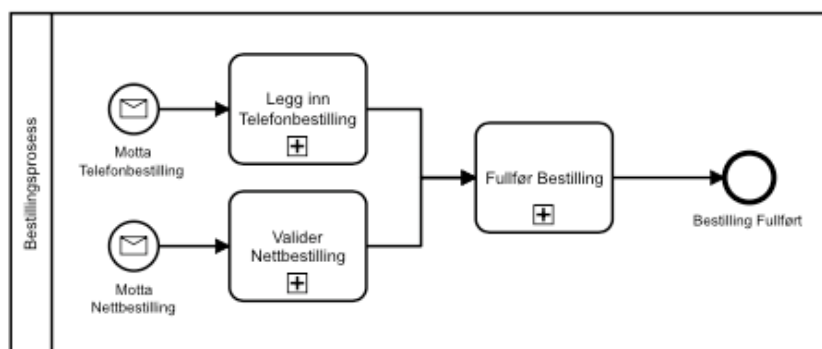 Bestillingsprosess
Motta
Telefonbestilling
Legg inn
Telefonbestilling
Motta
Nettbestilling
Valider
Nettbestilling
Fullfør Bestilling
Bestilling Fullført